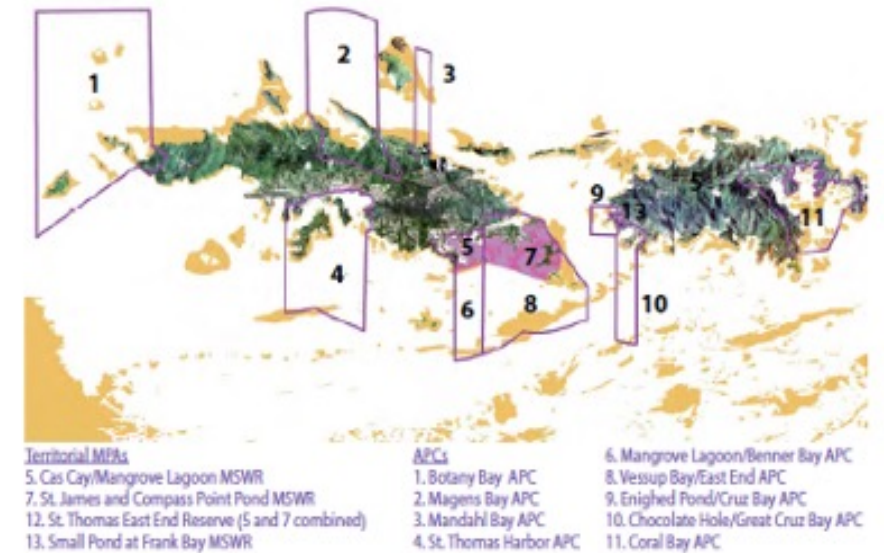 1
2
3
4
5
6
7
8
9
13
5
10
11
Territorial MPAs
5. Cas Cay/Mangrove Lagoon MSWR
7. St. James and Compass Point Pond MSWR
12. St. Thomas East End Reserve (5 and 7 combined)
13. Small Pond at Frank Bay MSWR
APCs
1. Botany Bay APC
2. Magens Bay APC
3. Mandahl Bay APC
4. St. Thomas Harbor APC
6. Mangrove Lagoon/Benner Bay APC
8. Vessup Bay/East End APC
9. Enighed Pond/Cruz Bay APC
10. Chocolate Hole/Great Cruz Bay APC
11. Coral Bay APC